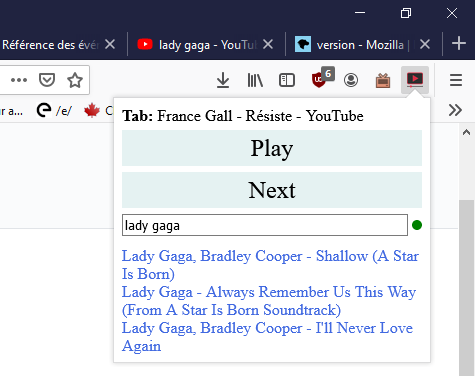 Référence des évé
lady gaga - YouTu
version - Mozilla
6
r a...
/e/
C
Tab: France Gall - Résiste - YouTube
Play
Next
lady gaga
Lady Gaga, Bradley Cooper - Shallow (A Star
Is Born)
Lady Gaga - Always Remember Us This Way
(From A Star Is Born Soundtrack)
Lady Gaga, Bradley Cooper - I'll Never Love
Again